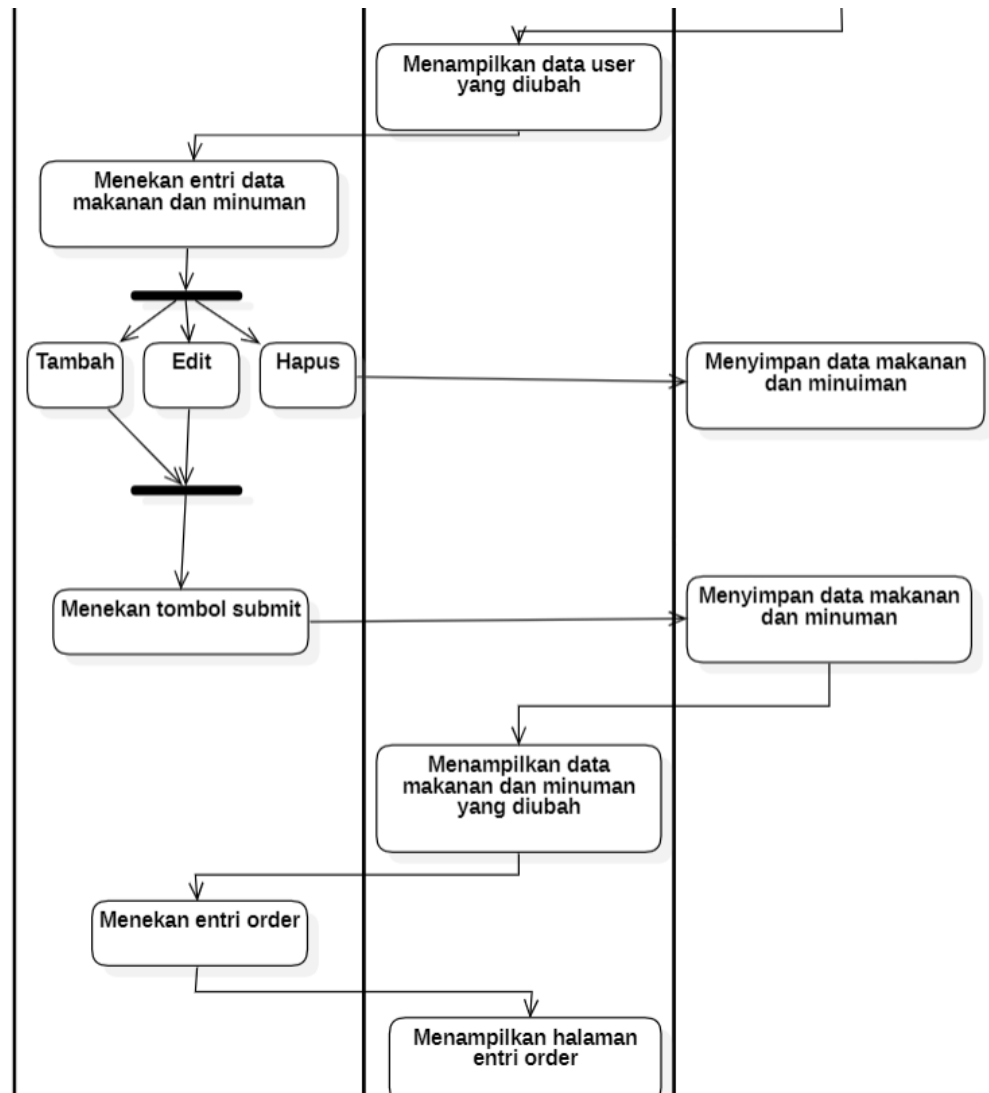 Menampilkan data user
yang diubah
Menekan entri data
makanan dan minuman
Tambah
Edit
Hapus
Menyimpan data makanan
dan minuiman
Menekan tombol submit
Menyimpan data makanan
dan minuman
Menampilkan data
makanan dan minuman
yang diubah
Menekan entri order
Menampilkan halaman
entri order